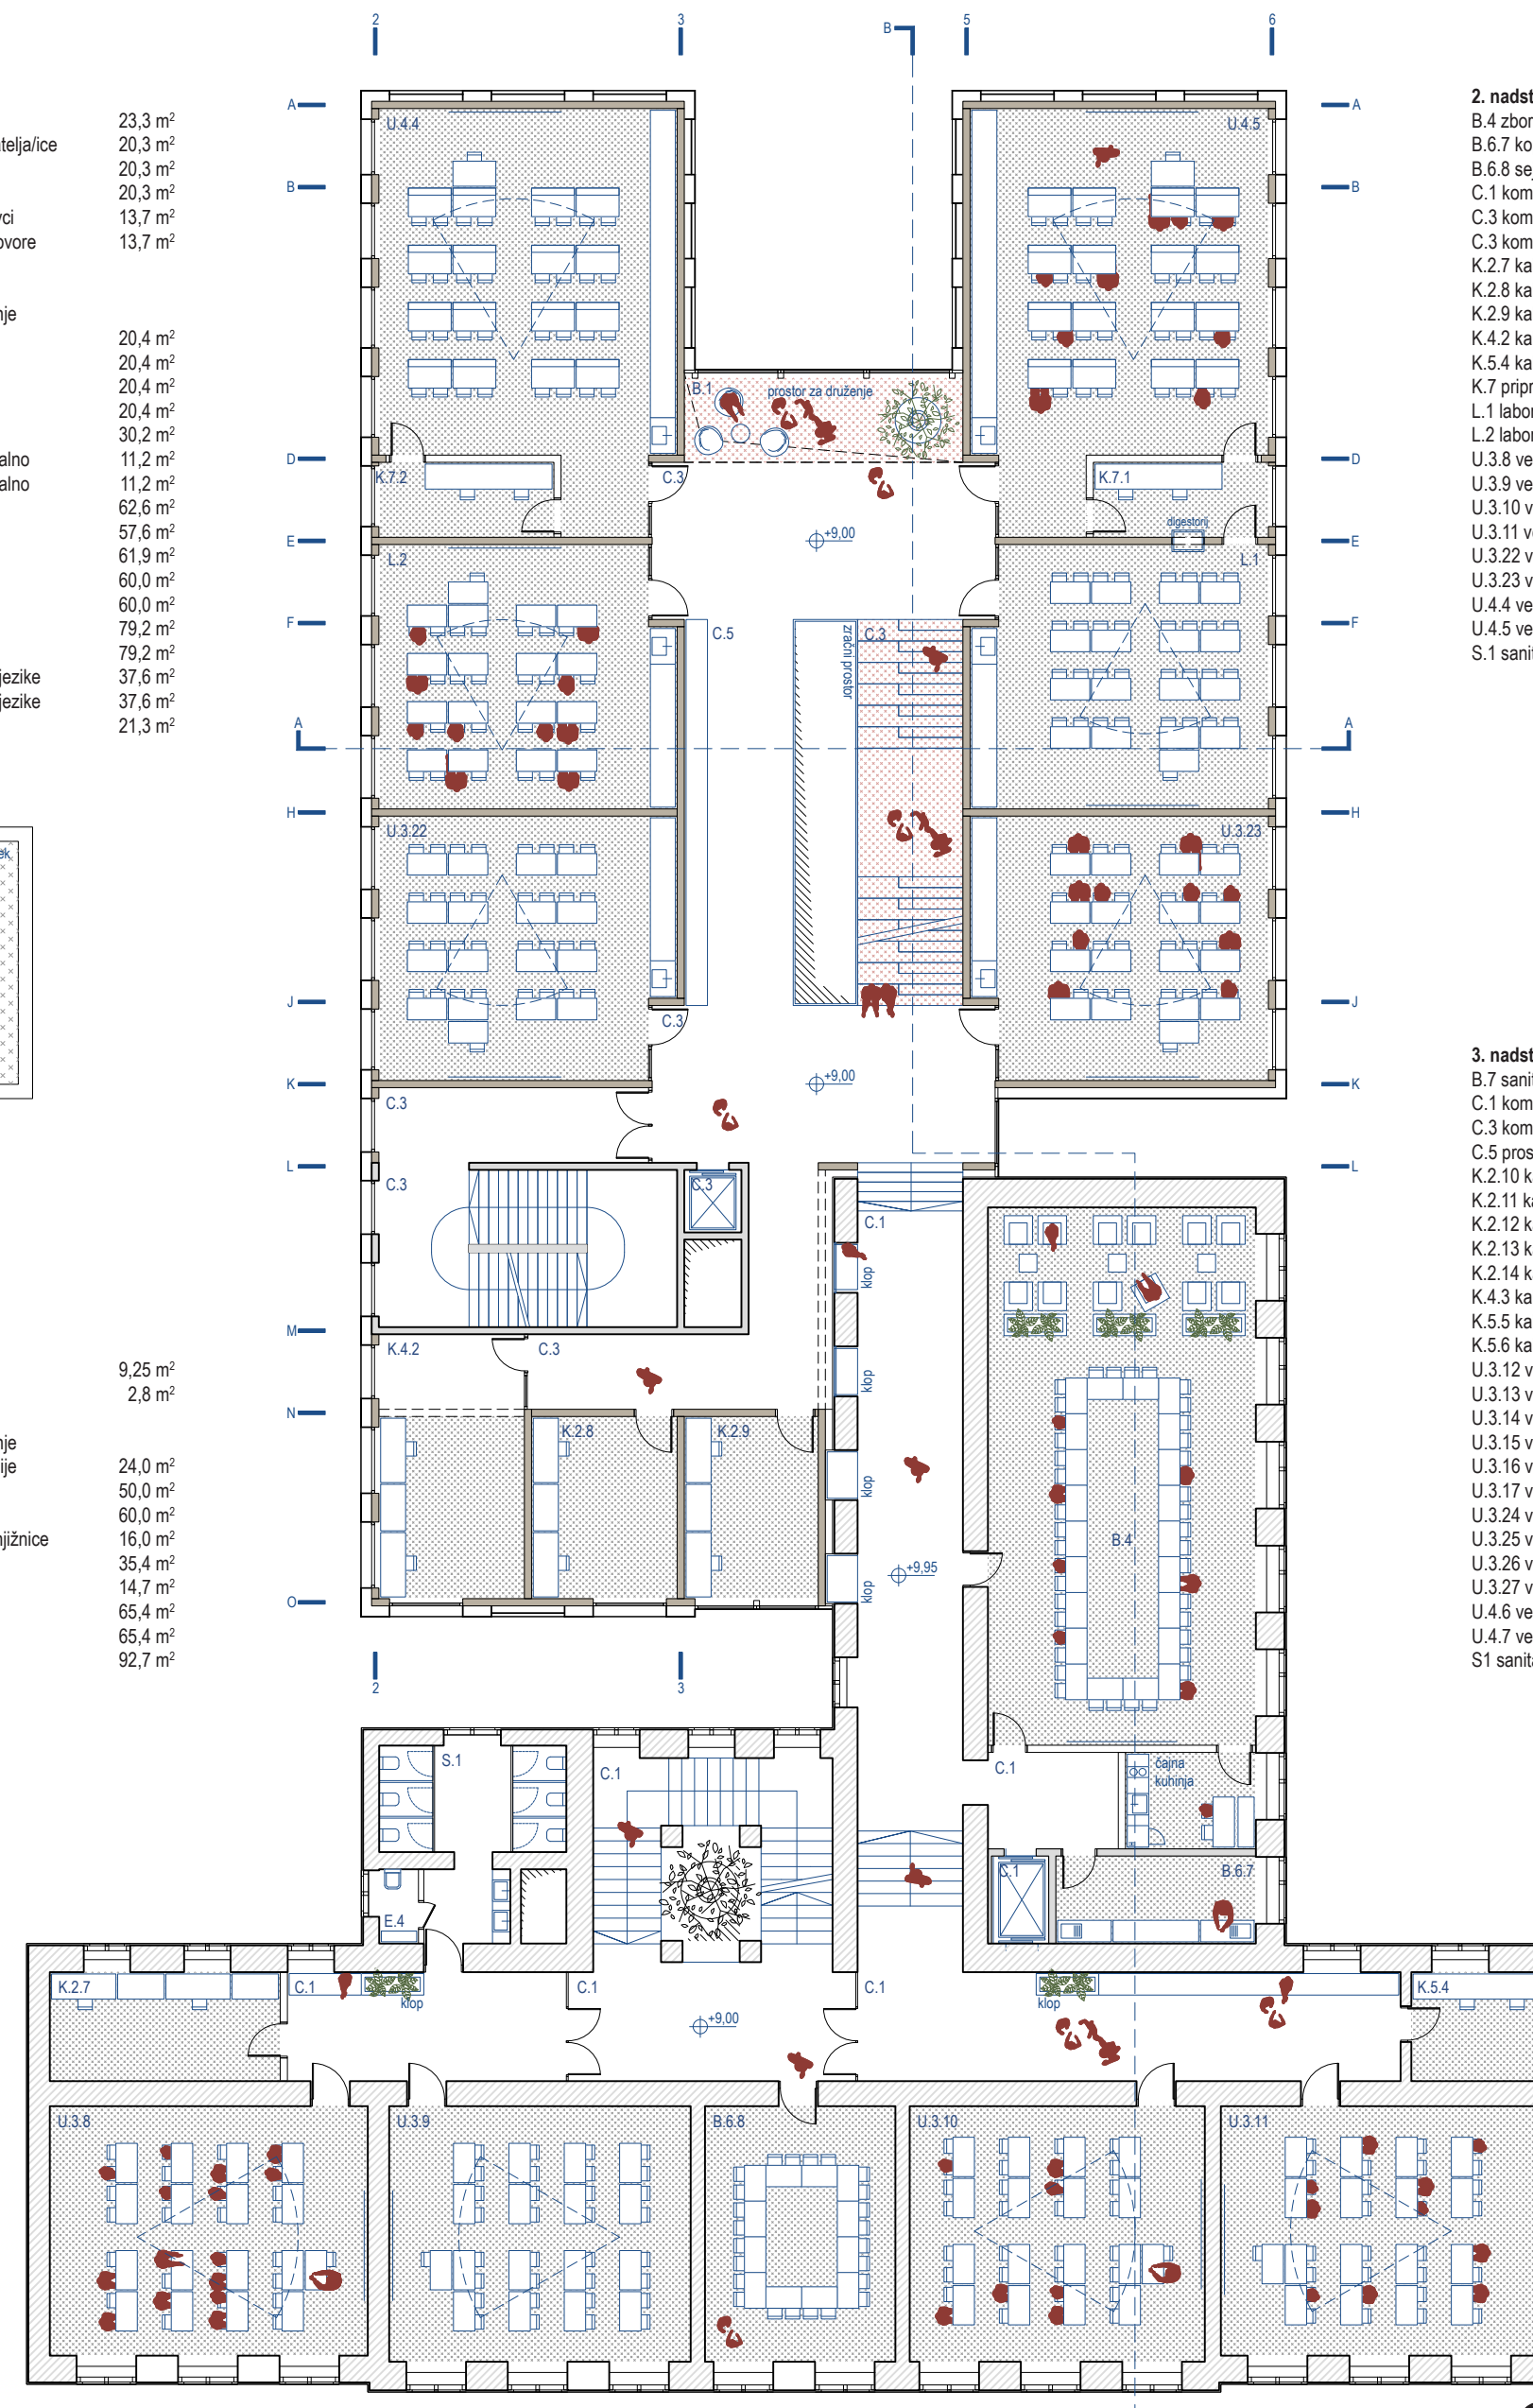 2
3
B
5
6
23,3 m²
telja/ice 20,3 m²
20,3 m²
20,3 m²
vci 13,7 m²
ovore 13,7 m²
nje
20,4 m²
20,4 m²
20,4 m²
20,4 m²
30,2 m²
alno 11,2 m²
alno 11,2 m²
62,6 m²
57,6 m²
61,9 m²
60,0 m²
60,0 m²
79,2 m²
79,2 m²
jezike 37,6 m²
jezike 37,6 m²
21,3 m²
ek
9,25 m²
2,8 m²
nje
ije 24,0 m²
50,0 m²
60,0 m²
njižnice 16,0 m²
35,4 m²
14,7 m²
65,4 m²
65,4 m²
92,7 m²
A
B
D
E
F
A
H
J
K
L
M
N
O
2
3
U.4.4
U.4.5
B.1
prostor za druženje
K.7.2
C.3
K.7.1
+9,00
digestorij
L.2
L.1
C.5
zračni prostor
C.3
U.3.22
U.3.23
C.3
+9,00
C.3
C.3
C.3
C.1
klop
K.4.2
C.3
klop
K.2.8
K.2.9
klop
B.4
klop
+9,95
S.1
C.1
C.1
čajna
kuhinja
C.1
B.6.7
E.4
K.2.7
C.1
klop
C.1
+9,00
C.1
klop
K.5.4
U.3.8
U.3.9
B.6.8
U.3.10
U.3.11
A
B
D
E
F
A
H
J
K
L
2. nadst
B.4 zbor
B.6.7 ko
B.6.8 sej
C.1 kom
C.3 kom
C.3 kom
K.2.7 ka
K.2.8 ka
K.2.9 ka
K.4.2 ka
K.5.4 ka
K.7 pripr
L.1 labor
L.2 labor
U.3.8 ve
U.3.9 ve
U.3.10 v
U.3.11 ve
U.3.22 v
U.3.23 v
U.4.4 ve
U.4.5 ve
S.1 sanit
3. nadst
B.7 sanit
C.1 kom
C.3 kom
C.5 pros
K.2.10 k
K.2.11 ka
K.2.12 k
K.2.13 k
K.2.14 k
K.4.3 ka
K.5.5 ka
K.5.6 ka
U.3.12 v
U.3.13 v
U.3.14 v
U.3.15 v
U.3.16 v
U.3.17 v
U.3.24 v
U.3.25 v
U.3.26 v
U.3.27 v
U.4.6 ve
U.4.7 ve
S1 sanita